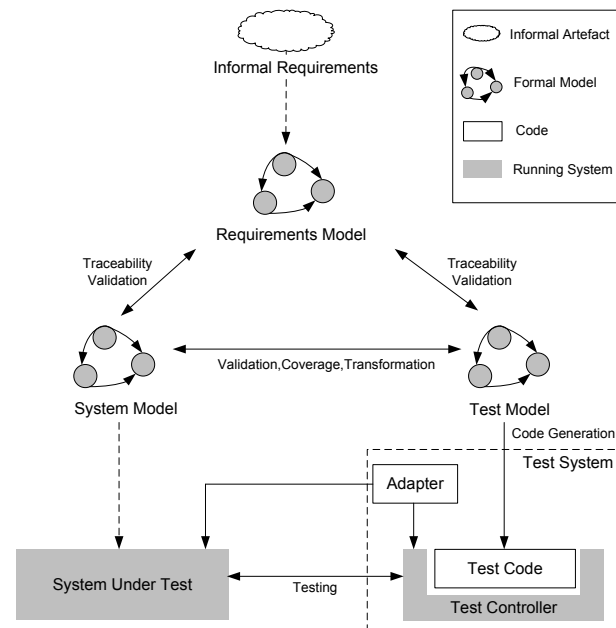 Informal Requirements
Informal Artefact
Formal Model
Code
Running System
Requirements Model
Traceability
Validation
Traceability
Validation
Validation,Coverage,Transformation
System Model
Test Model
Code Generation
Test System
Adapter
System Under Test
Testing
Test Code
Test Controller